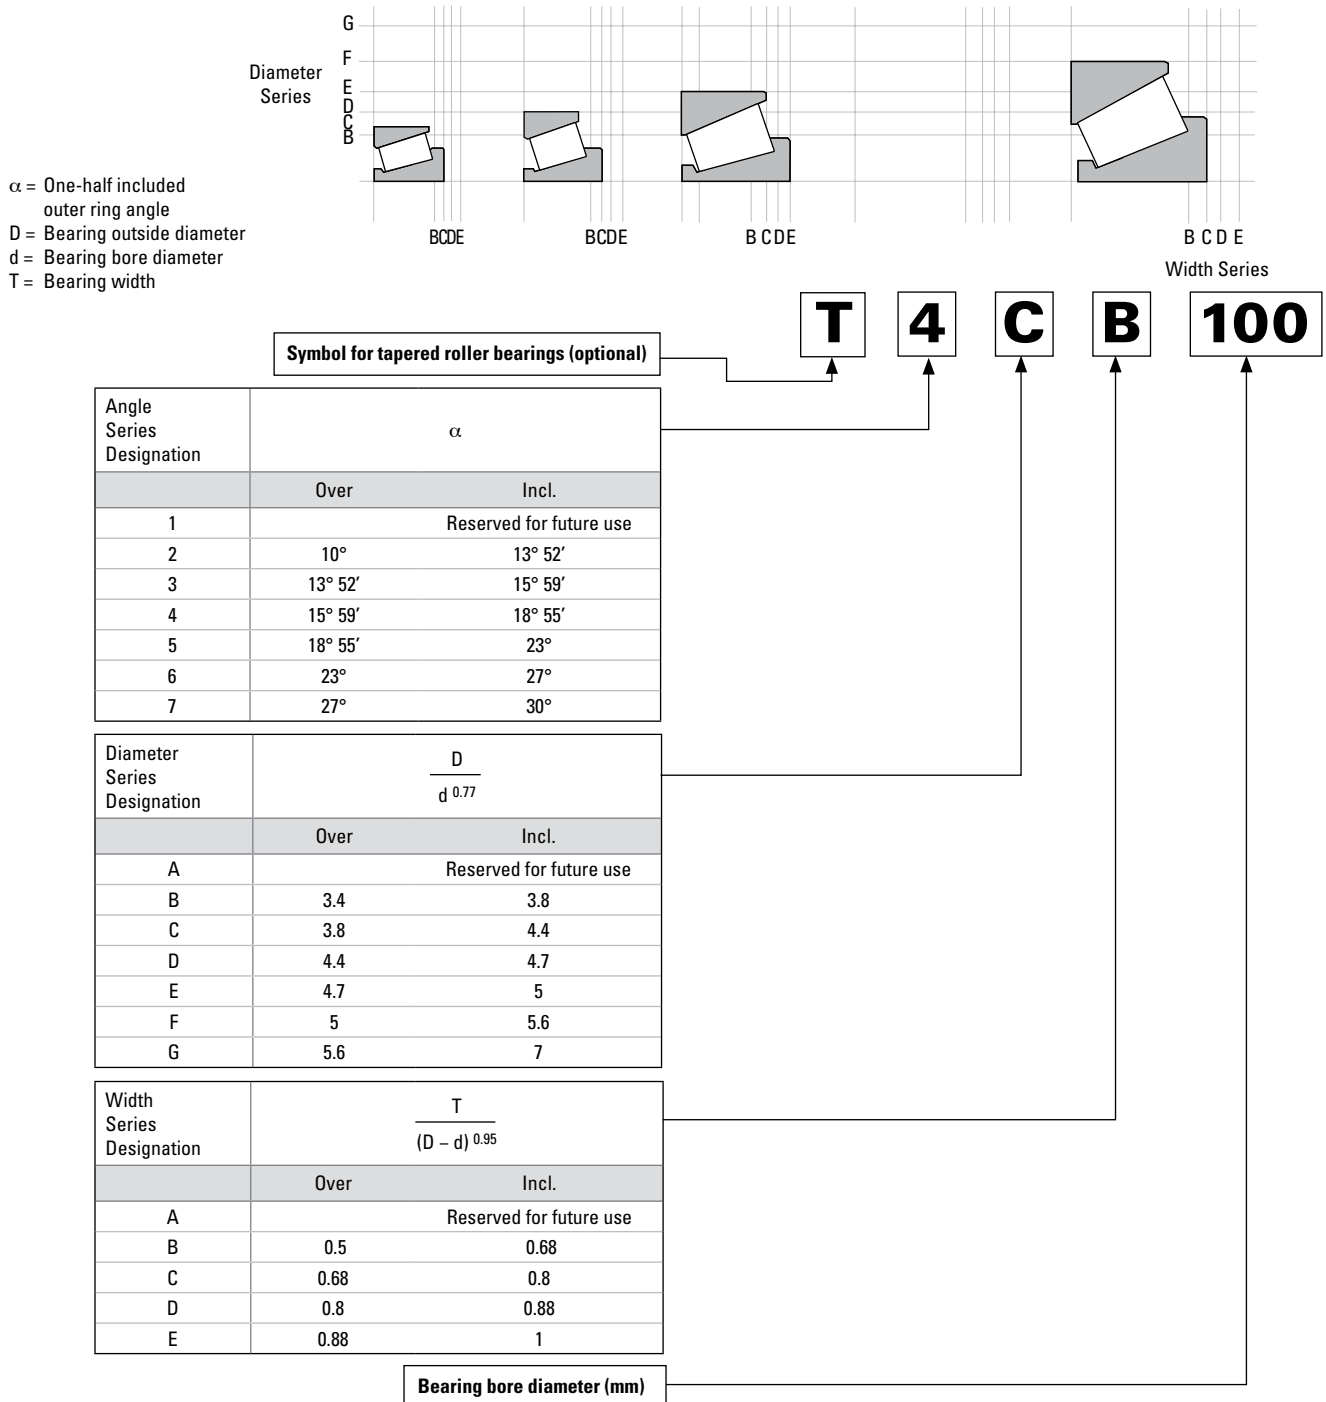 G
F
E
D
C
B
Diameter
Series
α = One-half included
outer ring angle
D = Bearing outside diameter
d = Bearing bore diameter
T = Bearing width
BCDE BCDE B C D E B C D E
Width Series
T 4 C B 100
Symbol for tapered roller bearings (optional)
Angle
Series
Designation
α
Over Incl.
1 Reserved for future use
2 10° 13° 52′
3 13° 52′ 15° 59′
4 15° 59′ 18° 55′
5 18° 55′ 23°
6 23° 27°
7 27° 30°
Diameter
Series
Designation
D
d 0.77
Over Incl.
A Reserved for future use
B 3.4 3.8
C 3.8 4.4
D 4.4 4.7
E 4.7 5
F 5 5.6
G 5.6 7
Width
Series
Designation
T
(D – d) 0.95
Over Incl.
A Reserved for future use
B 0.5 0.68
C 0.68 0.8
D 0.8 0.88
E 0.88 1
Bearing bore diameter (mm)